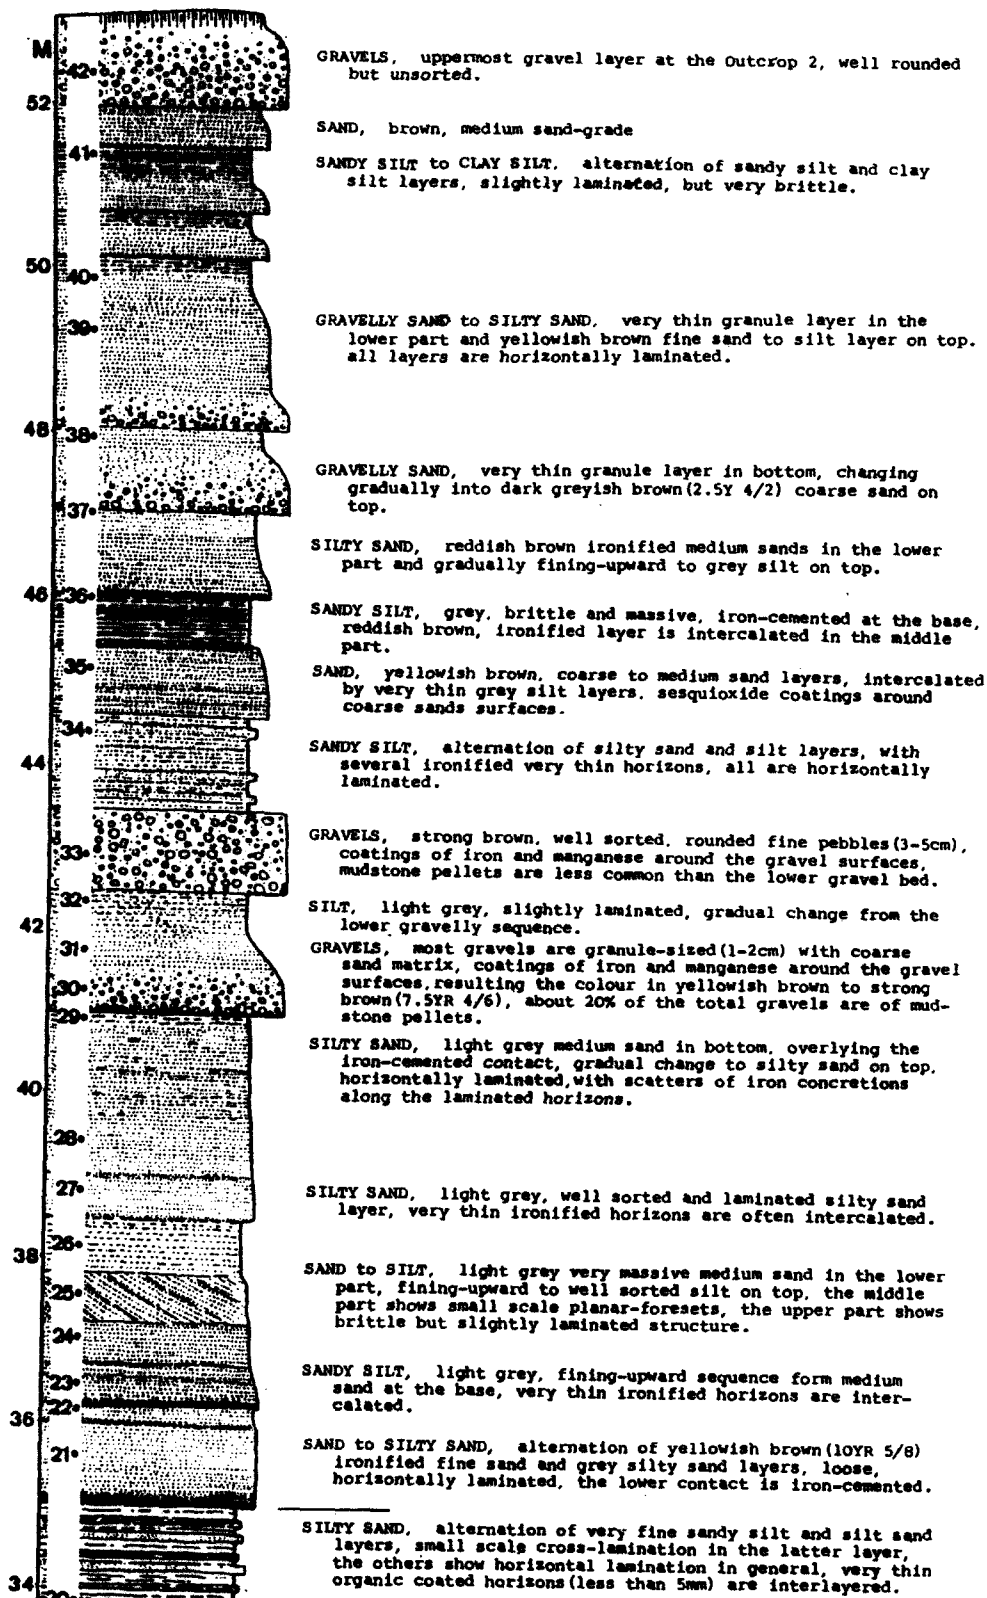 M
42
GRAVELS, uppermost gravel layer at the Outcrop 2, well rounded
but unsorted.
52
SAND, brown, medium sand-grade
41
SANDY SILT to CLAY SILT. alternation of sandy silt and clay
silt layers, slightly laminated, but very brittle.
50
40
39
GRAVELLY SAND to SILTY SAND, very thin granule layer in the
lower part and yellowish brown fine sand to silt layer on top.
all layers are horizontally laminated.
48
38
GRAVELLY SAND, very thin granule layer in bottom, changing
gradually into dark greyish brown(2.5Y 4/2) coarse sand on
top.
37
SILTY SAND, reddish brown ironified medium sands in the lower
part and gradually fining-upward to grey silt on top.
46
36
SANDY SILT, grey, brittle and massive, iron-cemented at the base,
reddish brown, ironified layer is intercalated in the middle
part.
35
SAND, yellowish brown, coarse to medium sand layers, intercalated
by very thin grey silt layers, sesquioxide coatings around
coarse sands surfaces.
34
44
SANDY SILT, alternation of silty sand and silt layers, with
several ironified very thin horizons, all are horizontally
laminated.
33
GRAVELS, strong brown, well sorted, rounded fine pebbles(3-5cm),
coatings of iron and manganese around the gravel surfaces,
mudstone pellets are less common than the lower gravel bed.
32
42
SILT, light grey, slightly laminated, gradual change from the
lower gravelly sequence.
31
GRAVELS, most gravels are granule-sized(1-2cm) with coarse
sand matrix, coatings of iron and manganese around the gravel
surfaces,resulting the colour in yellowish brown to strong
brown(7.5YR 4/6), about 20% of the total gravels are of mud-
stone pellets.
30
29
SILTY SAND, light grey medium sand in bottom, overlying the
iron-cemented contact, gradual change to silty sand on top,
horizontally laminated,with scatters of iron concretions
along the laminated horizons.
40
28
27
SILTY SAND, light grey, well sorted and laminated silty sand
layer, very thin ironified horizons are often intercalated.
38
26
SAND to SILT, light grey very massive medium sand in the lower
part, fining-upward to well sorted silt on top, the middle
part shows small scale planar-foresets, the upper part shows
brittle but slightly laminated structure.
25
24
SANDY SILT, light grey, fining-upward sequence form medium
sand at the base, very thin ironified horizons are inter-
calated.
23
22
36
SAND to SILTY SAND, alternation of yellowish brown(10YR 5/8)
ironified fine sand and grey silty sand layers, loose,
horizontally laminated, the lower contact is iron-cemented.
21
SILTY SAND, alternation of very fine sandy silt and silt sand
layers, small scale cross-lamination in the latter layer,
the others show horizontal lamination in general, very thin
organic coated horizons(less than 5mm) are interlayered.
34
20